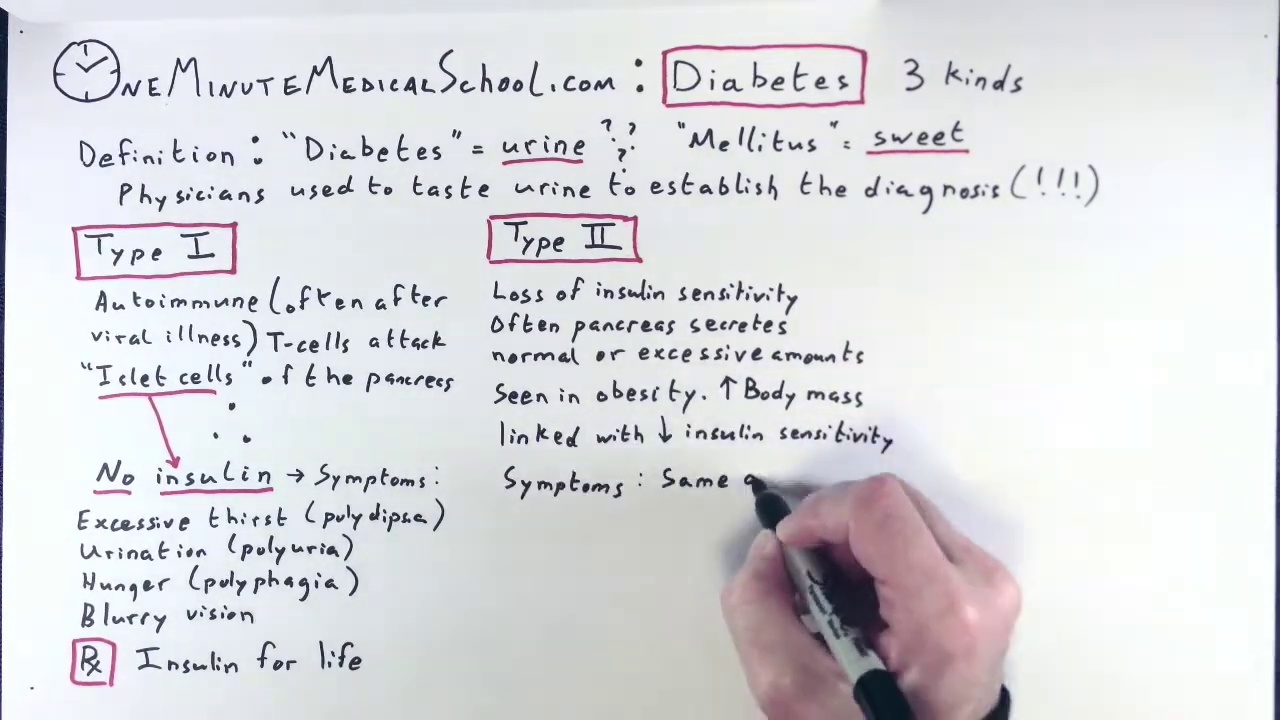 ONEMINUTEMEDICALSCHOOL.COM : Diabetes 3 kinds
Definition : "Diabetes" = urine ??? "Mellitus" = sweet
Physicians used to taste urine to establish the diagnosis (!!!)
Type I
Autoimmune (often after
viral illness) T-cells attack
"Islet cells" of the pancreas
∴
No insulin → Symptoms:
Excessive thirst (polydipsia)
Urination (polyuria)
Hunger (polyphagia)
Blurry vision
Rx Insulin for life
Type II
Loss of insulin sensitivity
Often pancreas secretes
normal or excessive amounts
Seen in obesity. ↑ Body mass
linked with ↓ insulin sensitivity
Symptoms : Same a